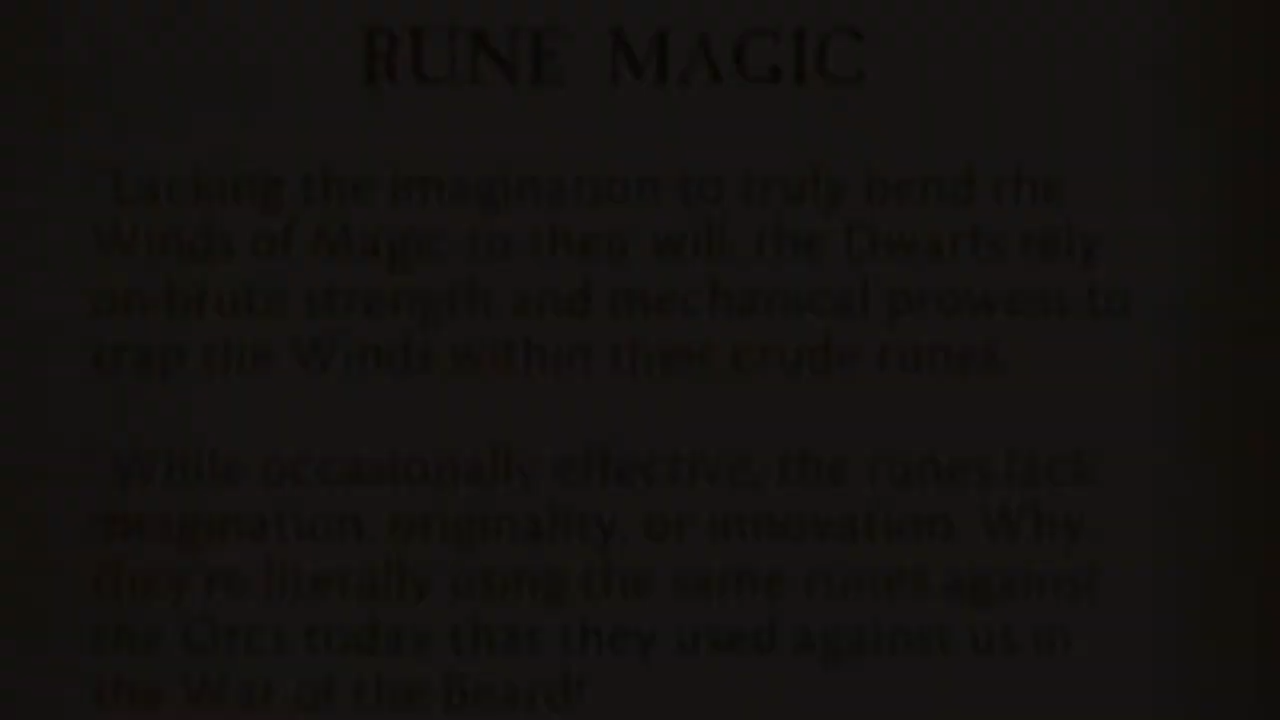 RUNE MAGIC
"Lacking the imagination to truly bend the
Winds of Magic to their will, the Dwarfs rely
on brute strength and mechanical prowess to
trap the Winds within their crude runes.
"While occasionally effective, the runes lack
imagination, originality, or innovation. Why,
they're literally using the same runes against
the Orcs today that they used against us in
the War of the Beard!